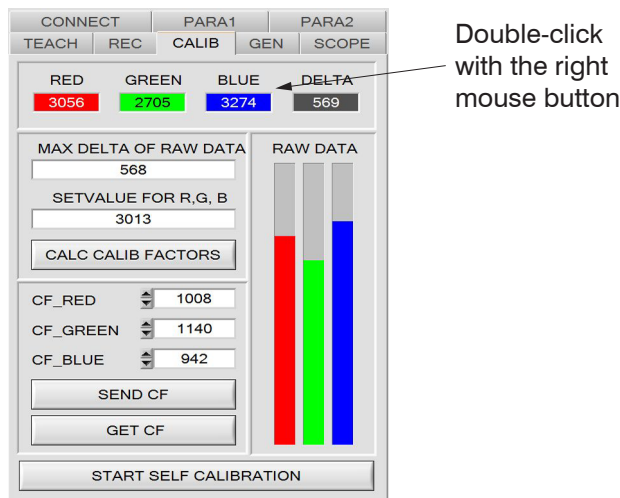 CONNECT PARA1 PARA2
TEACH REC CALIB GEN SCOPE
RED GREEN BLUE DELTA
3056 2705 3274 569
MAX DELTA OF RAW DATA
568
SETVALUE FOR R,G, B
3013
CALC CALIB FACTORS
RAW DATA
CF_RED 1008
CF_GREEN 1140
CF_BLUE 942
SEND CF
GET CF
START SELF CALIBRATION
Double-click
with the right
mouse button